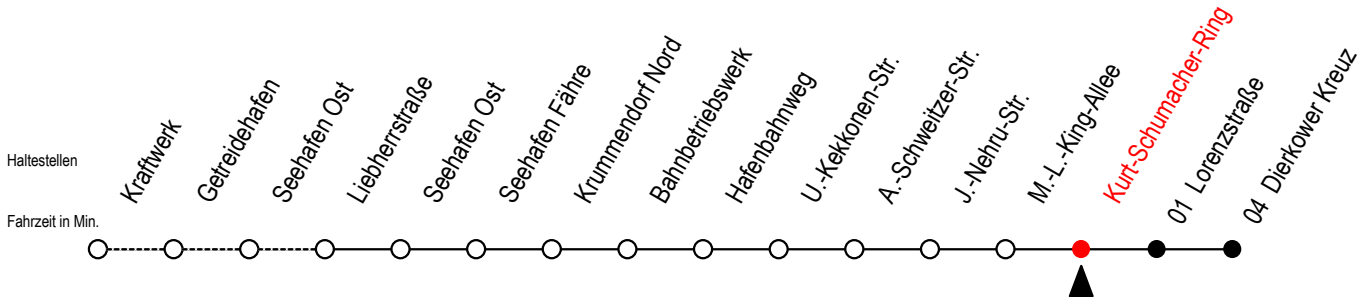 Haltestellen
Kraftwerk
Getreidehafen
Seehafen Ost
Liebherrstraße
Seehafen Ost
Seehafen Fähre
Krummendorf Nord
Bahnbetriebswerk
Hafenbahnweg
U.-Kekkonen-Str.
A.-Schweitzer-Str.
J.-Nehru-Str.
M.-L.-King-Allee
Kurt-Schumacher-Ring
01 Lorenzstraße
04 Dierkower Kreuz
Fahrzeit in Min.